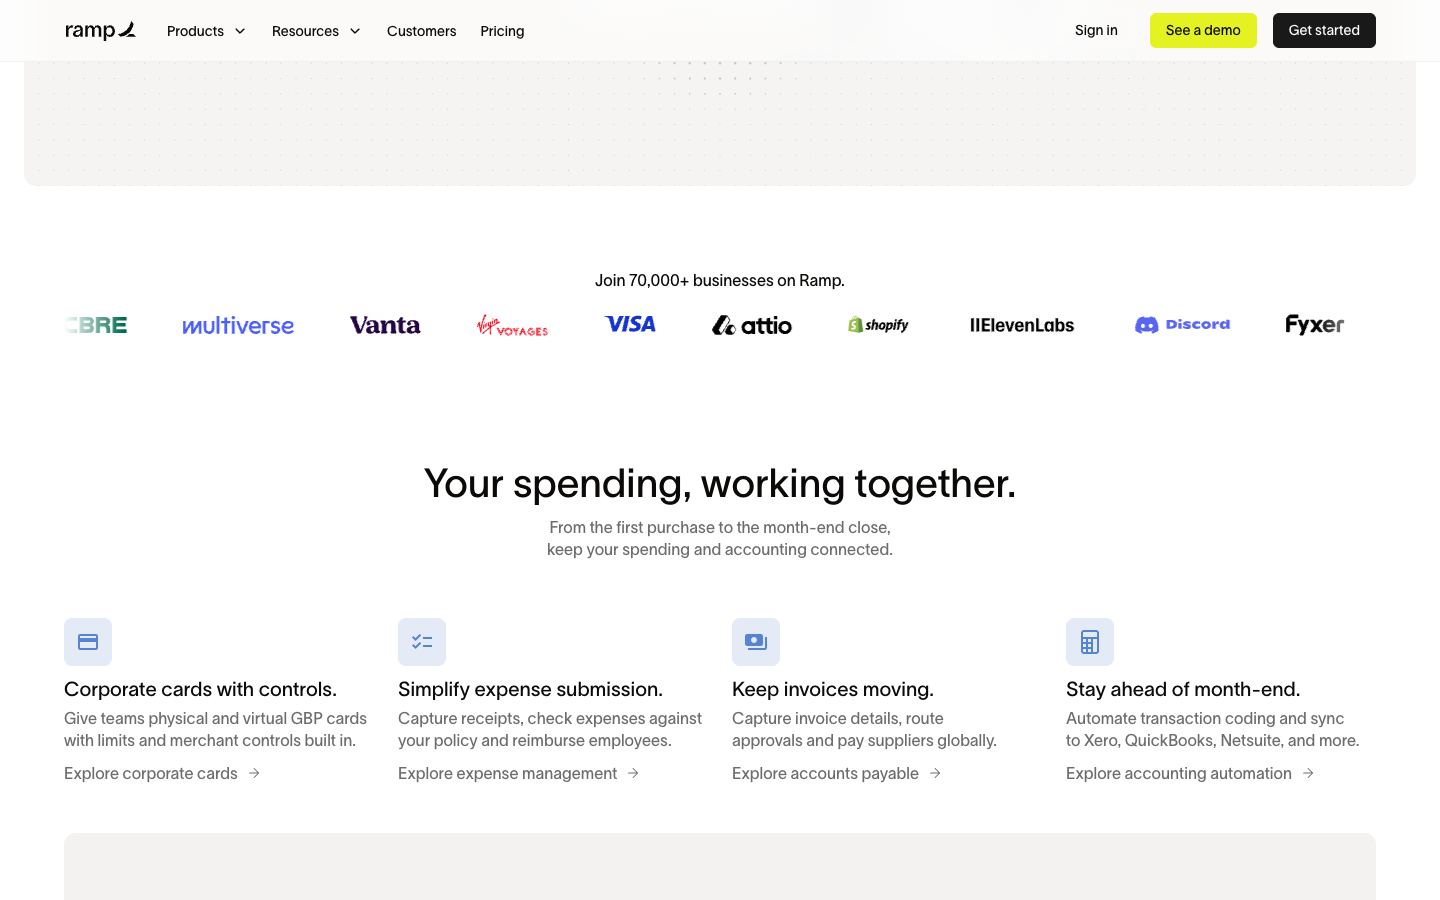 ramp
Products
Resources
Customers
Pricing
Sign in
See a demo
Get started
Join 70,000+ businesses on Ramp.
CBRE
multiverse
Vanta
Virgin VOYAGES
VISA
attio
shopify
IIElevenLabs
Discord
Fyxer
Your spending, working together.
From the first purchase to the month-end close,
keep your spending and accounting connected.
Corporate cards with controls.
Give teams physical and virtual GBP cards
with limits and merchant controls built in.
Explore corporate cards
Simplify expense submission.
Capture receipts, check expenses against
your policy and reimburse employees.
Explore expense management
Keep invoices moving.
Capture invoice details, route
approvals and pay suppliers globally.
Explore accounts payable
Stay ahead of month-end.
Automate transaction coding and sync
to Xero, QuickBooks, Netsuite, and more.
Explore accounting automation